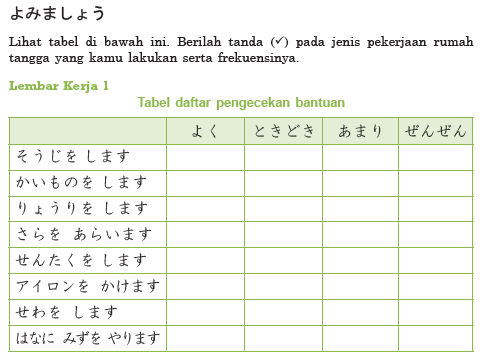 よみましょう
Lihat tabel di bawah ini. Berilah tanda (✓) pada jenis pekerjaan rumah
tangga yang kamu lakukan serta frekuensinya.
Lembar Kerja 1
Tabel daftar pengecekan bantuan
よく ときどき あまり ぜんぜん
そうじを します
かいものを します
りょうりを します
さらを あらいます
せんたくを します
アイロンを かけます
せわを します
はなに みずを やります